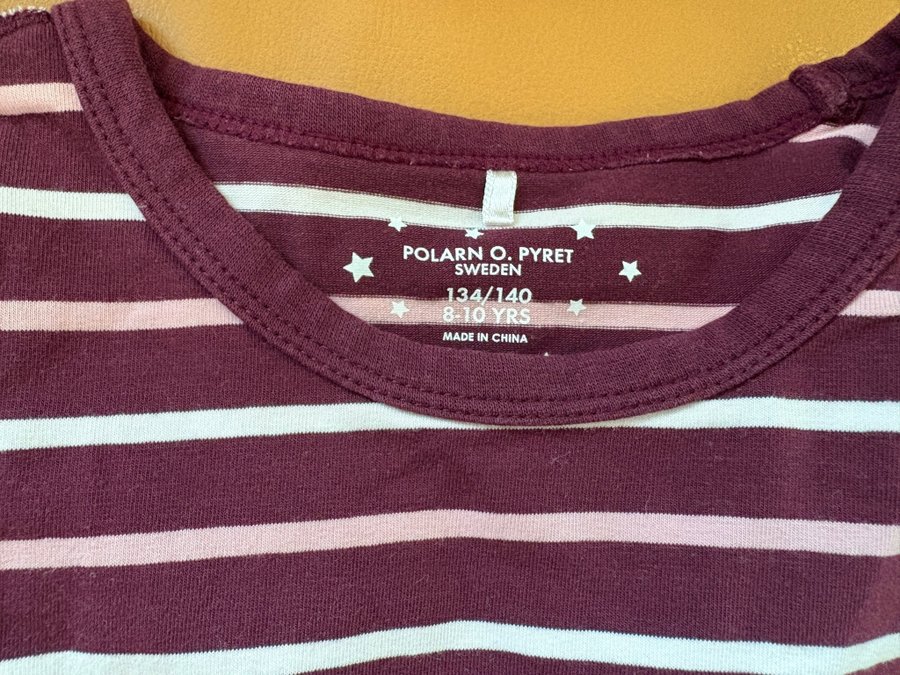 POLARN O. PYRET
SWEDEN
134/140
8-10 YRS
MADE IN CHINA